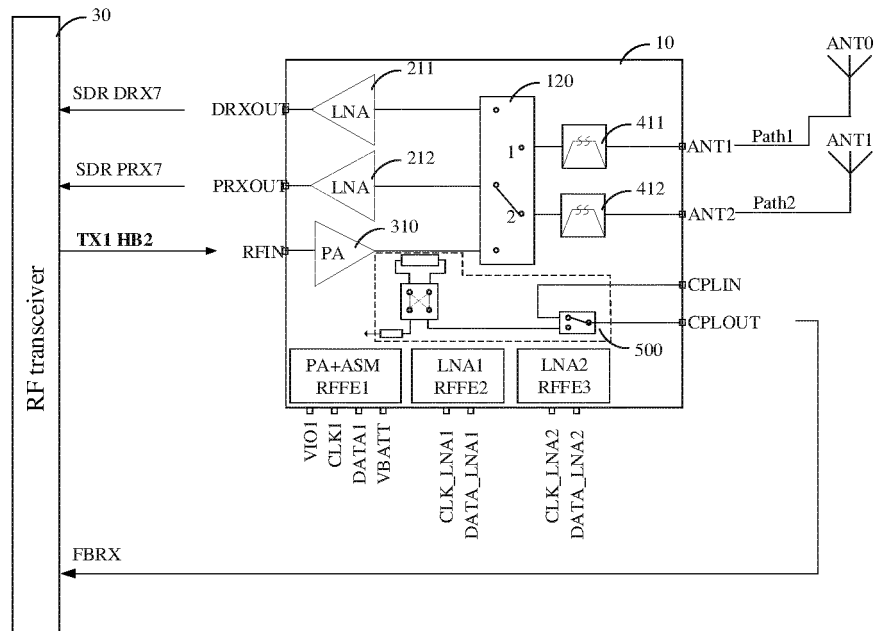 30
10
ANT0
211
120
SDR DRX7
DRXOUT
LNA
411
1
ANT1
Path1
ANT1
212
SDR PRX7
PRXOUT
LNA
412
2
ANT2
Path2
310
TX1 HB2
RFIN
PA
CPLIN
CPLOUT
500
RF transceiver
PA+ASM
RFFE1
LNA1
RFFE2
LNA2
RFFE3
VIO1
CLK1
DATA1
VBATT
CLK_LNA1
DATA_LNA1
CLK_LNA2
DATA_LNA2
FBRX